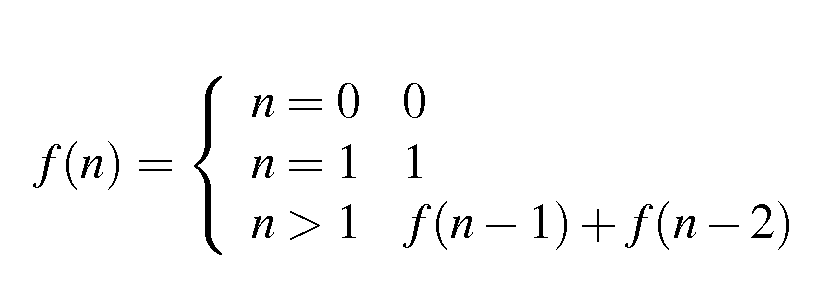 f(n) = { n = 0 0
n = 1 1
n > 1 f(n − 1) + f(n − 2)